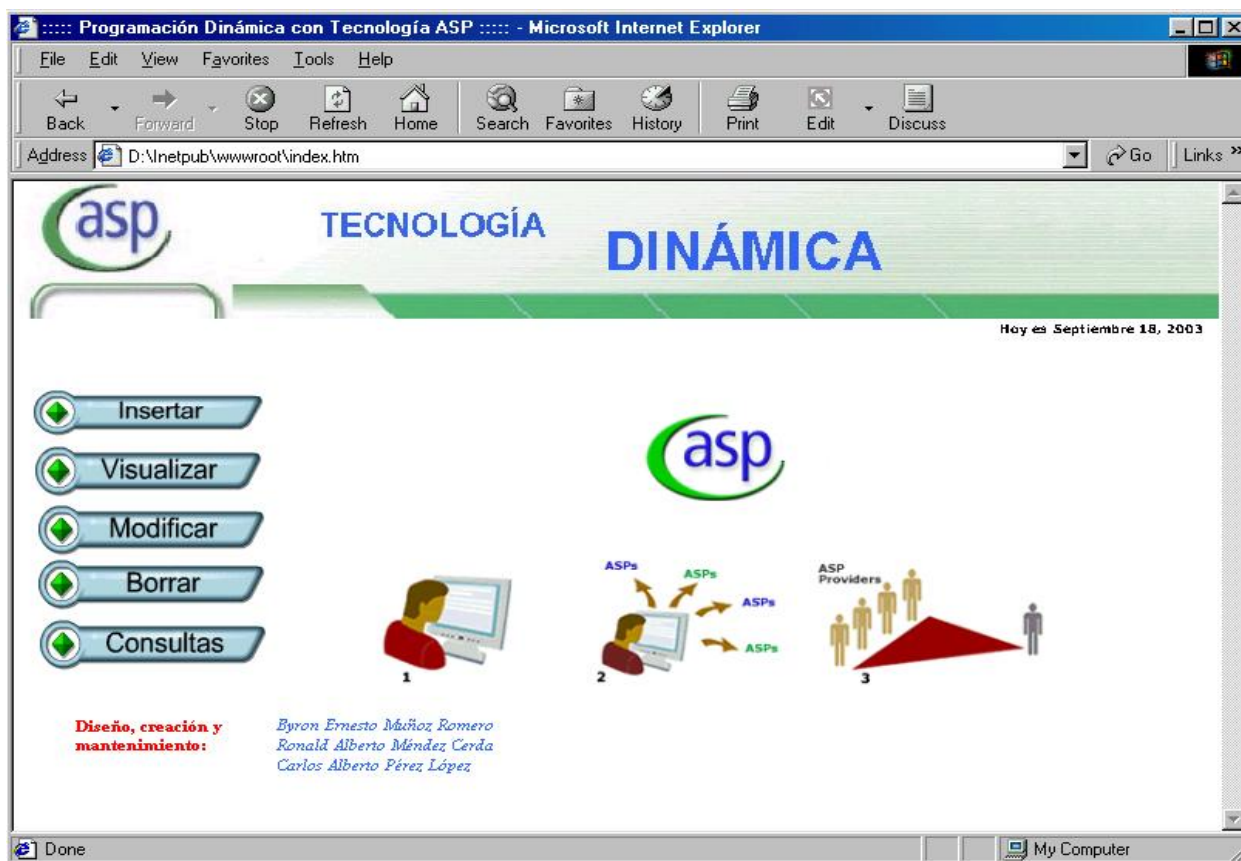 ::::: Programación Dinámica con Tecnología ASP ::::: - Microsoft Internet Explorer
File Edit View Favorites Tools Help
Back Forward Stop Refresh Home Search Favorites History Print Edit Discuss
Address D:\Inetpub\wwwroot\index.htm Go Links »
asp
TECNOLOGÍA
DINÁMICA
Hoy es Septiembre 18, 2003
Insertar
Visualizar
Modificar
Borrar
Consultas
asp
1
ASPs
ASPs
ASPs
ASPs
2
ASP
Providers
3
Diseño, creación y
mantenimiento:
Byron Ernesto Muñoz Romero
Ronald Alberto Méndez Cerda
Carlos Alberto Pérez López
Done My Computer